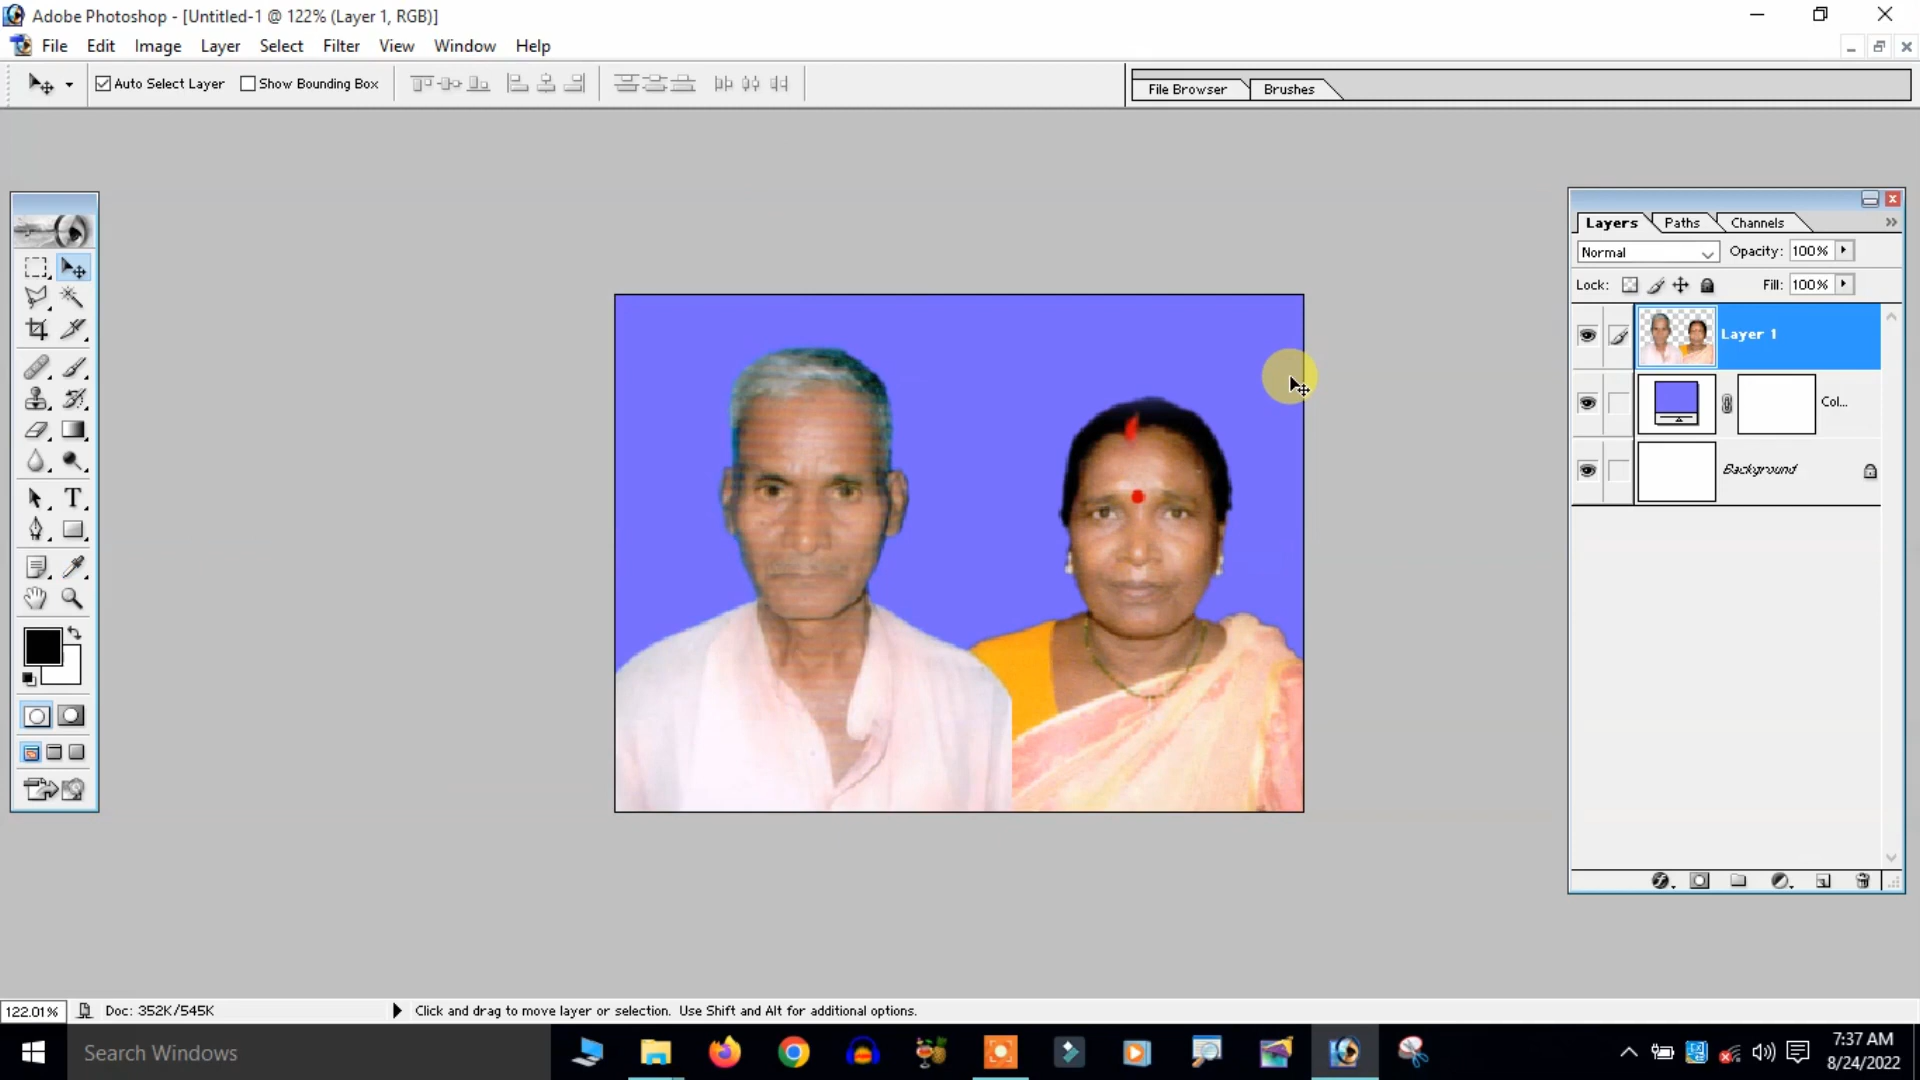 Adobe Photoshop - [Untitled-1 @ 122% (Layer 1, RGB)]
File Edit Image Layer Select Filter View Window Help
Auto Select Layer Show Bounding Box
File Browser Brushes
Layers Paths Channels
Normal Opacity: 100%
Lock: Fill: 100%
Layer 1
Col...
Background
T
122.01% Doc: 352K/545K Click and drag to move layer or selection. Use Shift and Alt for additional options.
Search Windows
7:37 AM
8/24/2022